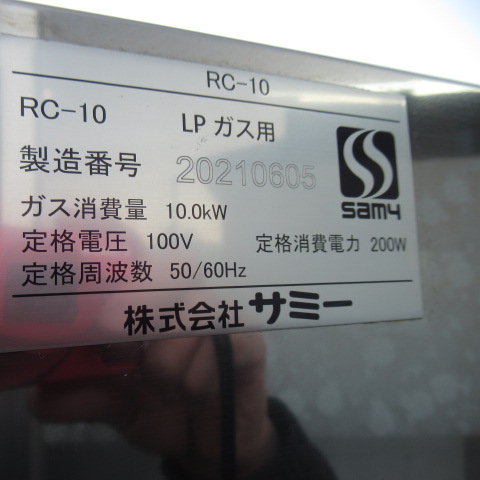 RC-10
RC-10 LP ガス用
製造番号 20210605
samy
ガス消費量 10.0kW
定格電圧 100V 定格消費電力 200W
定格周波数 50/60Hz
株式会社サミー